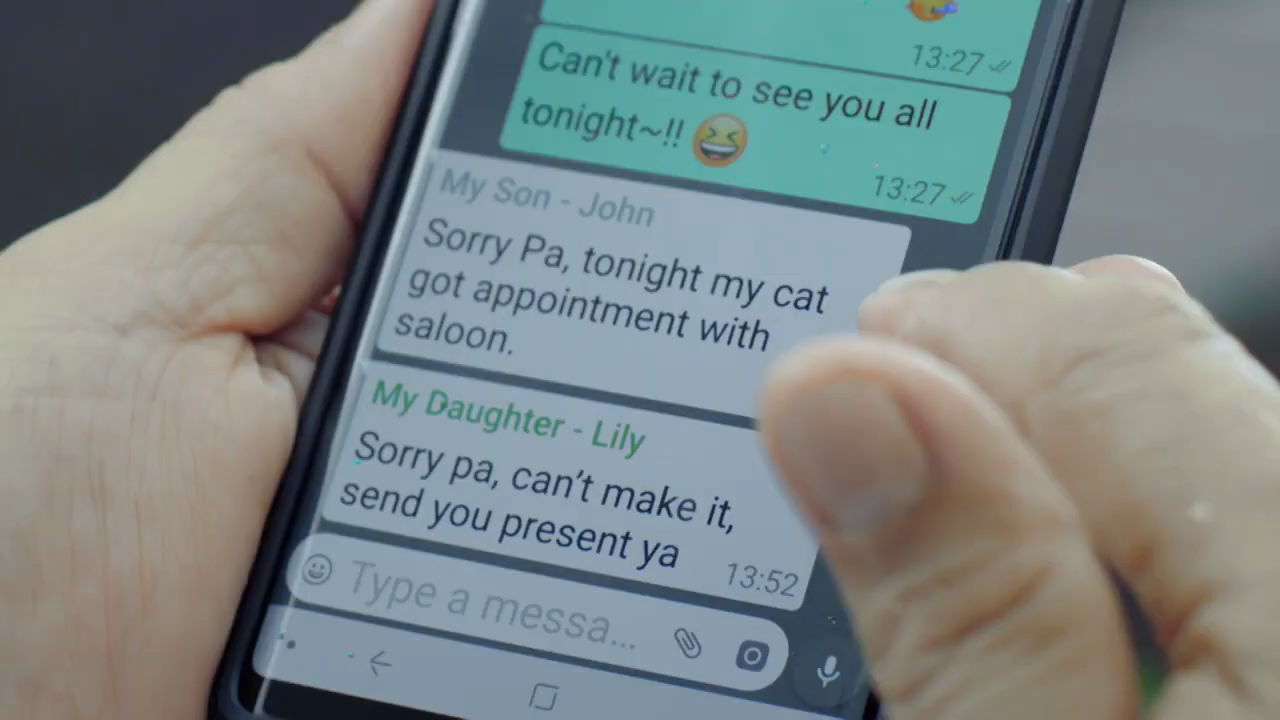 13:27
Can't wait to see you all
tonight~!! 😆
13:27
My Son - John
Sorry Pa, tonight my cat
got appointment with
saloon.
My Daughter - Lily
Sorry pa, can't make it,
send you present ya
13:52
Type a messa...